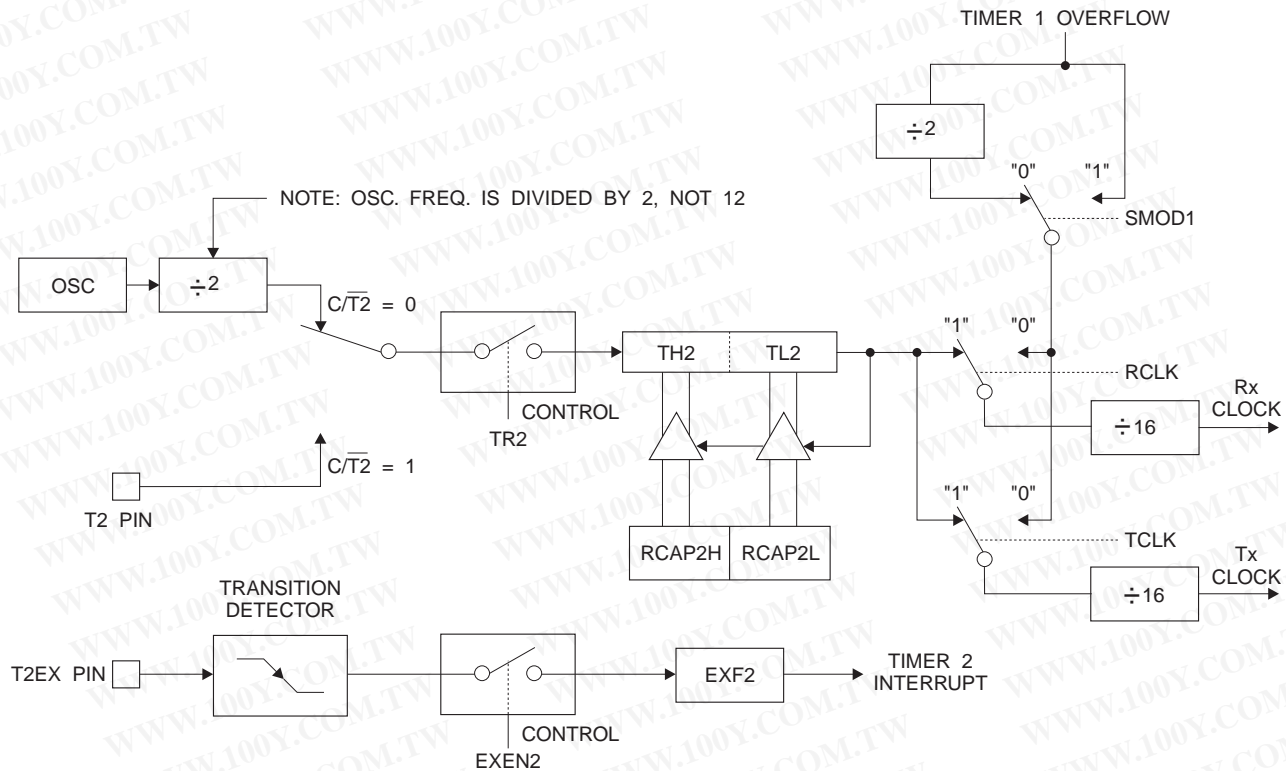 TIMER 1 OVERFLOW
÷2
"0" "1"
NOTE: OSC. FREQ. IS DIVIDED BY 2, NOT 12
SMOD1
OSC
÷2
C/T̅2̅ = 0
"1" "0"
TH2 TL2
RCLK
Rx
CLOCK
÷16
CONTROL
TR2
C/T̅2̅ = 1
T2 PIN
"1" "0"
RCAP2H RCAP2L
TCLK
Tx
CLOCK
÷16
TRANSITION
DETECTOR
T2EX PIN
EXF2
TIMER 2
INTERRUPT
CONTROL
EXEN2
WWW.100Y.COM.TW